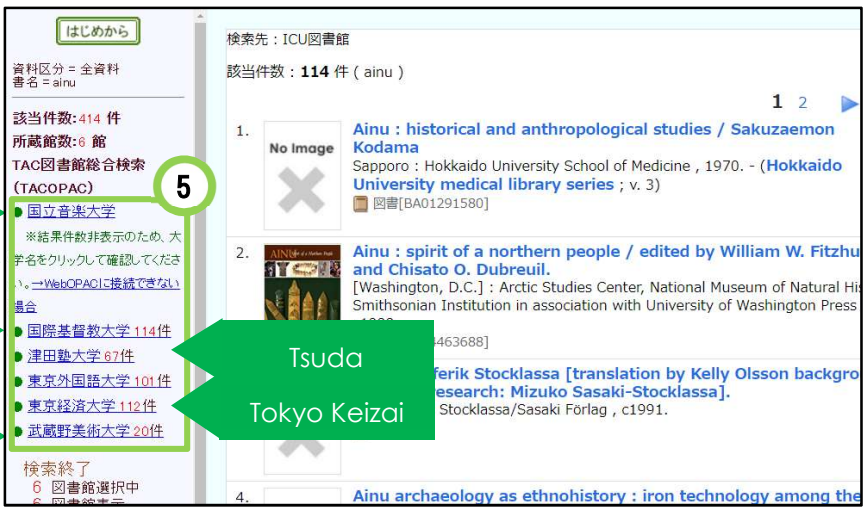 はじめから
資料区分 = 全資料
書名 = ainu
該当件数:414 件
所蔵館数:6 館
TAC図書館総合検索
(TACOPAC)
5
国立音楽大学
※結果件数非表示のため、大
学名をクリックして確認してくださ
い。→WebOPACに接続できない
場合
国際基督教大学 114件
津田塾大学 67件
東京外国語大学 101件
東京経済大学 112件
武蔵野美術大学 20件
検索終了
6 図書館選択中
Tsuda
Tokyo Keizai
検索先：ICU図書館
該当件数：114 件 ( ainu )
1 2
1.
No Image
Ainu : historical and anthropological studies / Sakuzaemon
Kodama
Sapporo : Hokkaido University School of Medicine , 1970. - (Hokkaido
University medical library series ; v. 3)
図書[BA01291580]
2.
Ainu : spirit of a northern people / edited by William W. Fitzhu
and Chisato O. Dubreuil.
[Washington, D.C.] : Arctic Studies Center, National Museum of Natural His
Smithsonian Institution in association with University of Washington Press
463688]
ferik Stocklassa [translation by Kelly Olsson backgro
esearch: Mizuko Sasaki-Stocklassa].
Stocklassa/Sasaki Förlag , c1991.
4.
Ainu archaeology as ethnohistory : iron technology among the